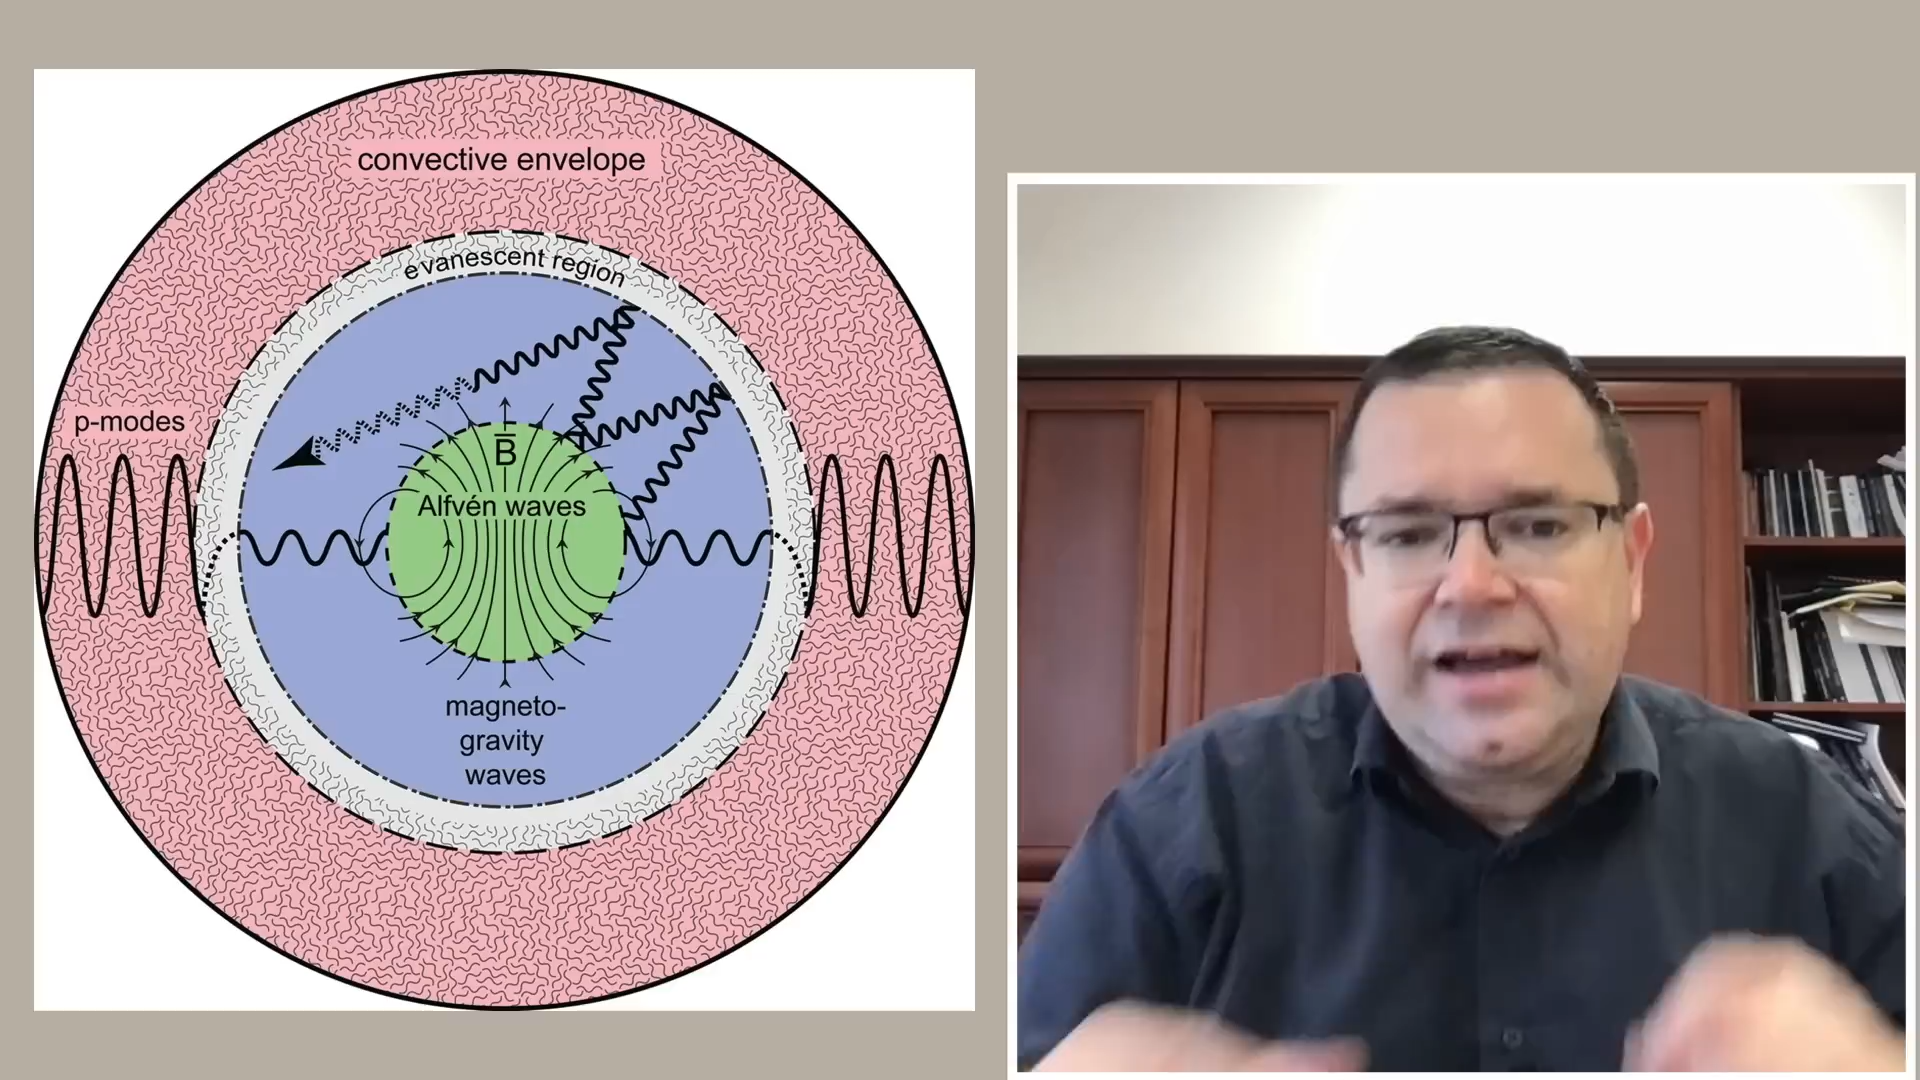 convective envelope
evanescent region
p-modes
B̅
Alfvén waves
magneto-
gravity
waves